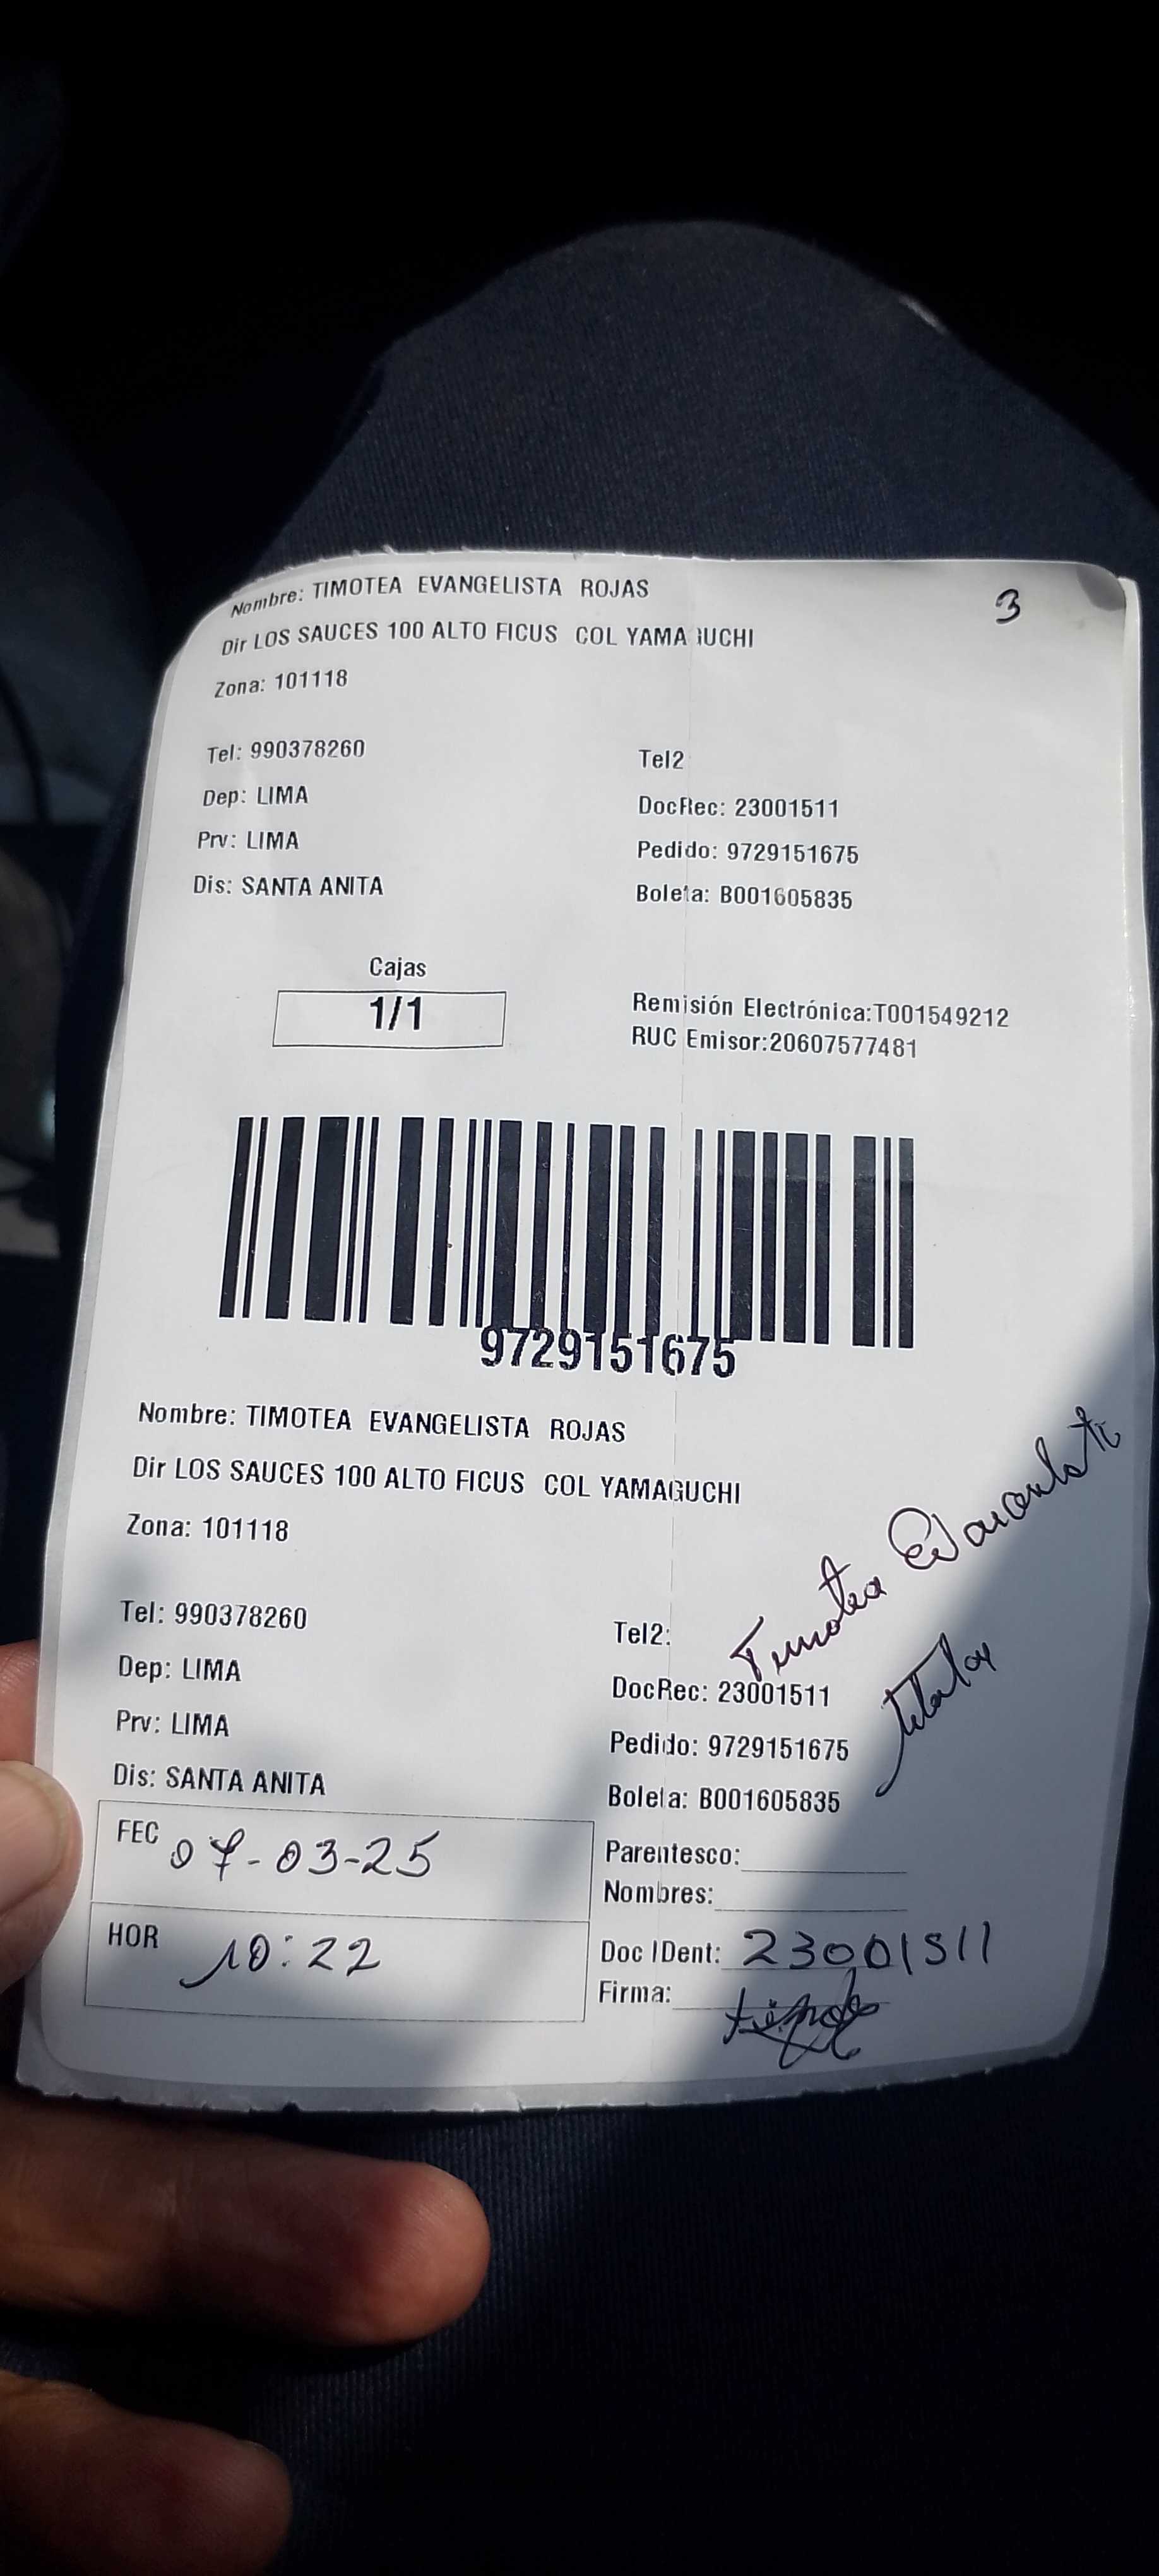 3
Nombre: TIMOTEA EVANGELISTA ROJAS
Dir LOS SAUCES 100 ALTO FICUS COL YAMAGUCHI
Zona: 101118
Tel: 990378260
Tel2
Dep: LIMA
DocRec: 23001511
Prv: LIMA
Pedido: 9729151675
Dis: SANTA ANITA
Boleta: B001605835
Cajas
1/1
Remisión Electrónica:T001549212
RUC Emisor:20607577481
9729151675
Nombre: TIMOTEA EVANGELISTA ROJAS
Dir LOS SAUCES 100 ALTO FICUS COL YAMAGUCHI
Zona: 101118
Tel: 990378260
Tel2:
Dep: LIMA
DocRec: 23001511
Prv: LIMA
Pedido: 9729151675
Dis: SANTA ANITA
Boleta: B001605835
Timotea
titular
FEC 07-03-25
Parentesco:
Nombres:
HOR 10:22
Doc IDent: 23001511
Firma: